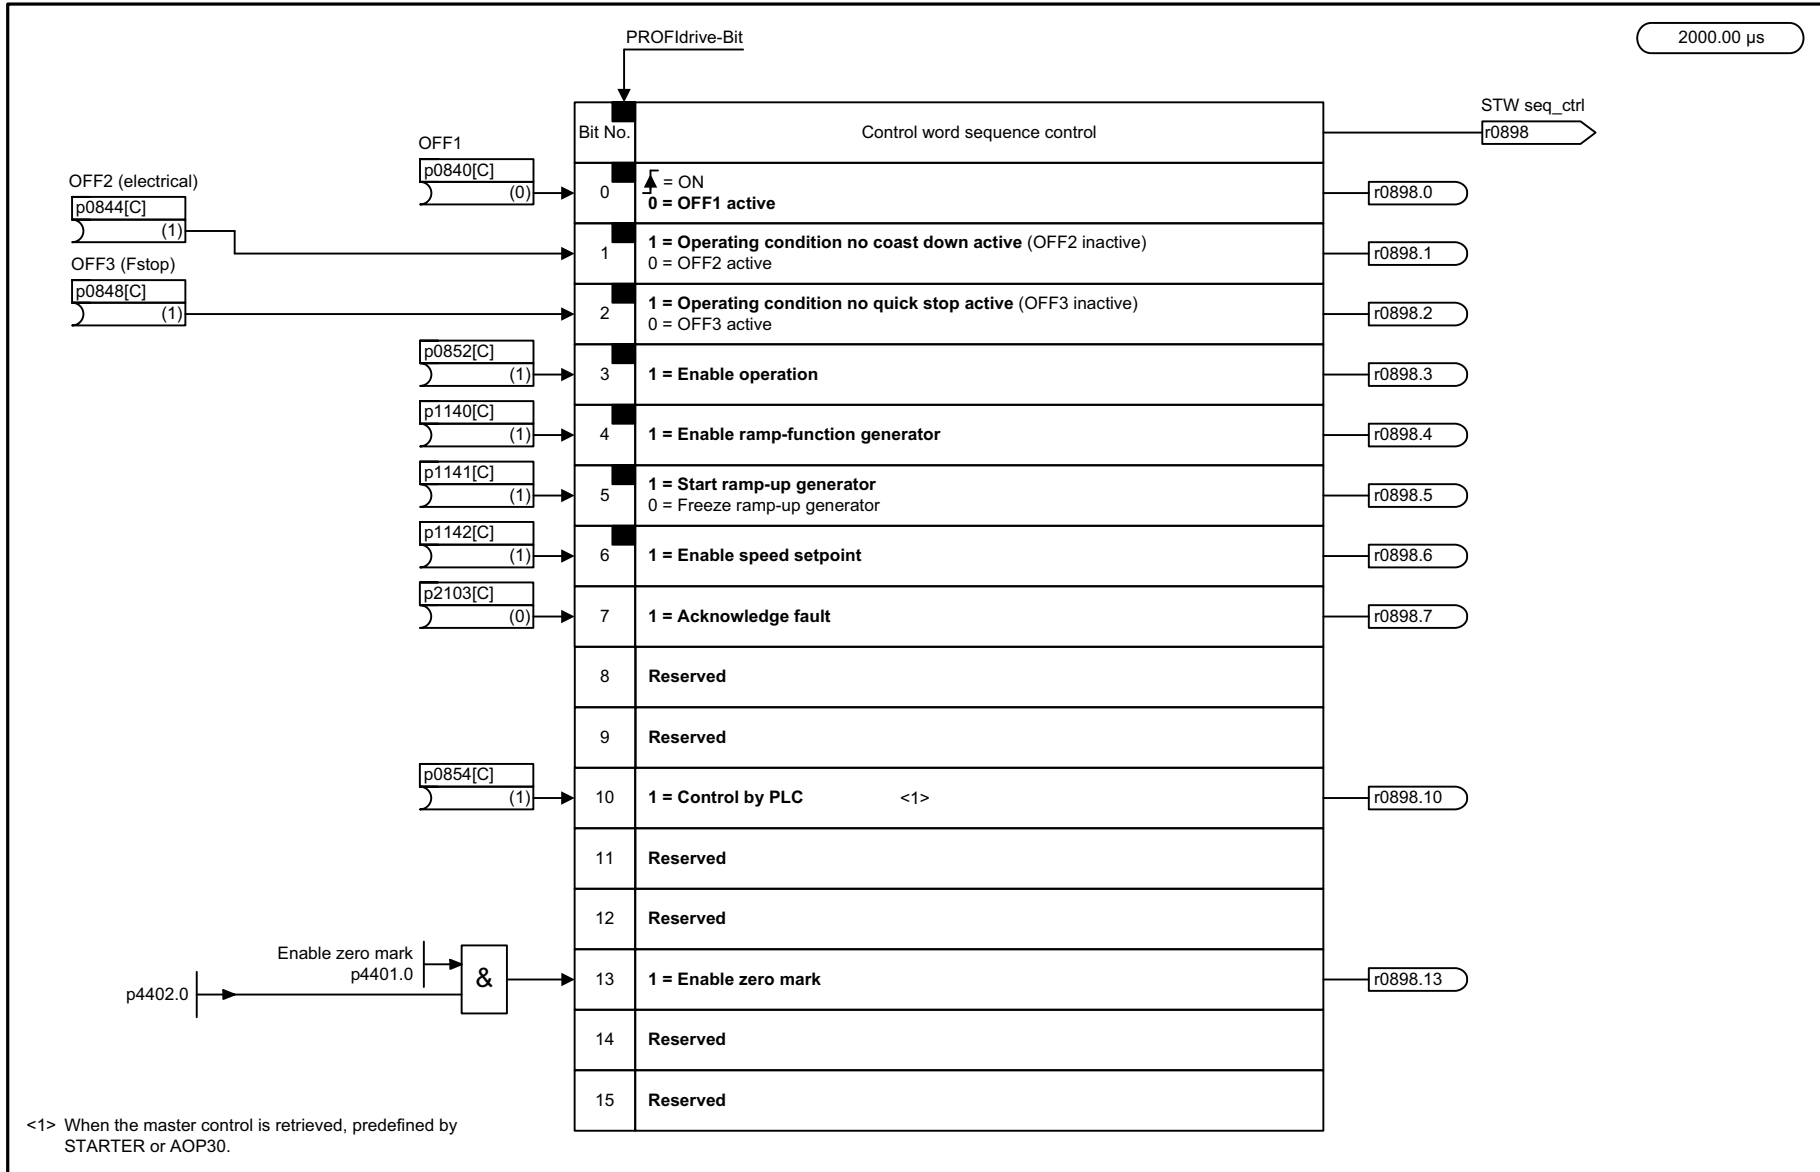 PROFIdrive-Bit
2000.00 µs
STW seq_ctrl
r0898
Bit No.
Control word sequence control
OFF1
p0840[C]
(0)
0
= ON
0 = OFF1 active
r0898.0
OFF2 (electrical)
p0844[C]
(1)
1
1 = Operating condition no coast down active (OFF2 inactive)
0 = OFF2 active
r0898.1
OFF3 (Fstop)
p0848[C]
(1)
2
1 = Operating condition no quick stop active (OFF3 inactive)
0 = OFF3 active
r0898.2
p0852[C]
(1)
3
1 = Enable operation
r0898.3
p1140[C]
(1)
4
1 = Enable ramp-function generator
r0898.4
p1141[C]
(1)
5
1 = Start ramp-up generator
0 = Freeze ramp-up generator
r0898.5
p1142[C]
(1)
6
1 = Enable speed setpoint
r0898.6
p2103[C]
(0)
7
1 = Acknowledge fault
r0898.7
8
Reserved
9
Reserved
p0854[C]
(1)
10
1 = Control by PLC <1>
r0898.10
11
Reserved
12
Reserved
Enable zero mark
p4401.0
p4402.0
&
13
1 = Enable zero mark
r0898.13
14
Reserved
15
Reserved
<1> When the master control is retrieved, predefined by
STARTER or AOP30.